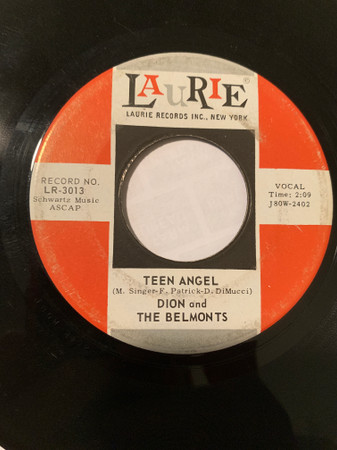 LAURIE
LAURIE RECORDS INC., NEW YORK
RECORD NO.
LR-3013
Schwartz Music
ASCAP
VOCAL
Time: 2:09
J80W-2402
TEEN ANGEL
(M. Singer-F. Patrick-D. DiMucci)
DION and
THE BELMONTS